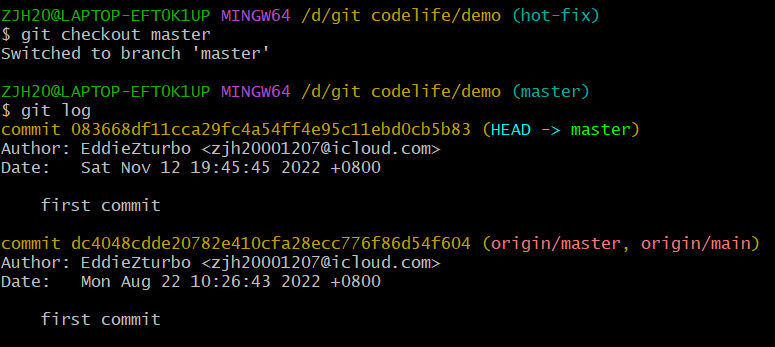 ZJH20@LAPTOP-EFT0K1UP MINGW64 /d/git codelife/demo (hot-fix)
$ git checkout master
Switched to branch 'master'
ZJH20@LAPTOP-EFT0K1UP MINGW64 /d/git codelife/demo (master)
$ git log
commit 083668df11cca29fc4a54ff4e95c11ebd0cb5b83 (HEAD -> master)
Author: EddieZturbo <zjh20001207@icloud.com>
Date:   Sat Nov 12 19:45:45 2022 +0800
    first commit
commit dc4048cdde20782e410cfa28ecc776f86d54f604 (origin/master, origin/main)
Author: EddieZturbo <zjh20001207@icloud.com>
Date:   Mon Aug 22 10:26:43 2022 +0800
    first commit